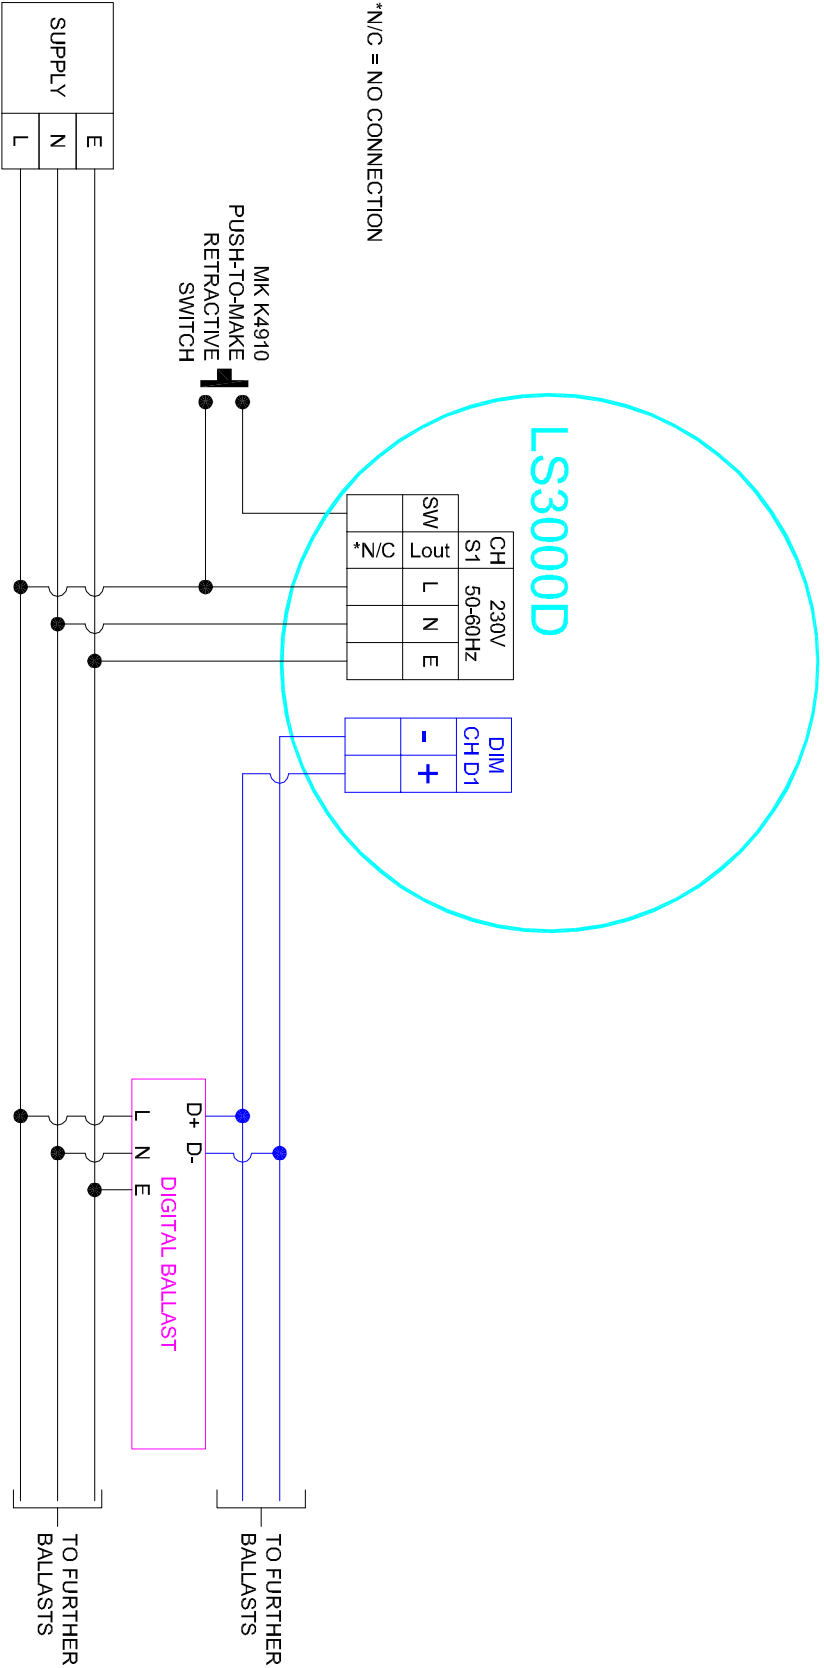 *N/C = NO CONNECTION
LS3000D
CH
S1
230V
50-60Hz
DIM
CH D1
SW
Lout
L
N
E
-
+
*N/C
MK K4910
PUSH-TO-MAKE
RETRACTIVE
SWITCH
TO FURTHER
BALLASTS
D+
D-
DIGITAL BALLAST
L
N
E
SUPPLY
E
N
L
TO FURTHER
BALLASTS